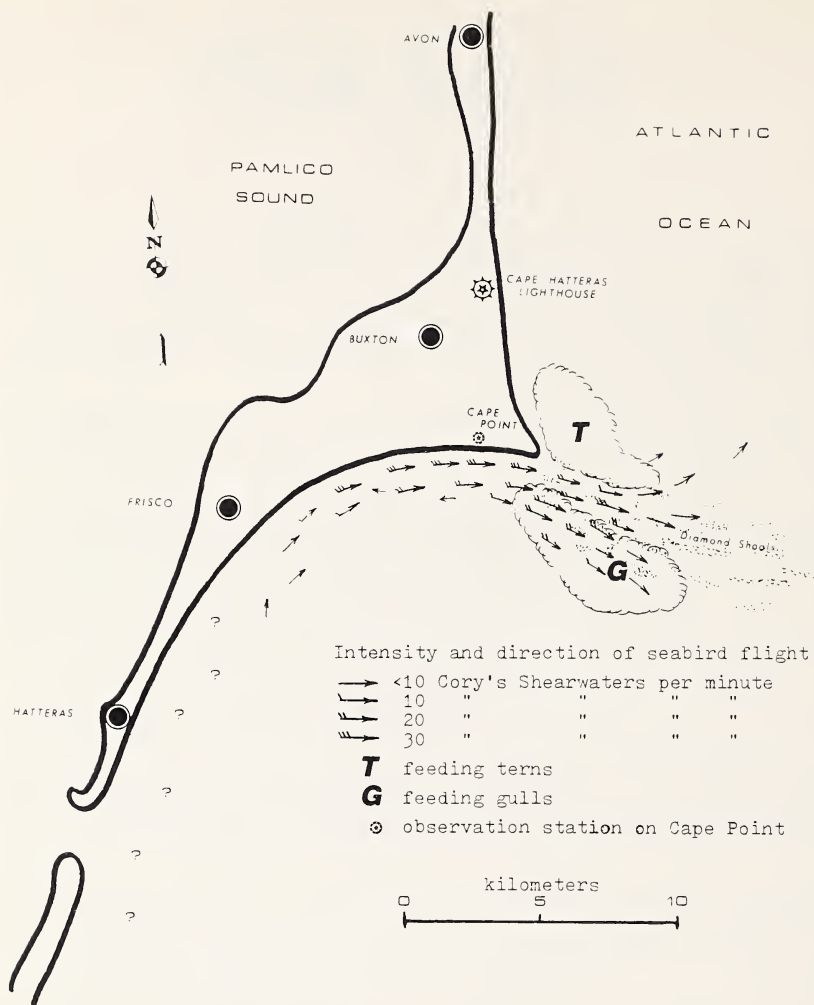 AVON
ATLANTIC
OCEAN
PAMLICO
SOUND
N
CAPE HATTERAS
LIGHTHOUSE
BUXTON
CAPE
POINT
T
FRISCO
Diamond Shoals
G
?
?
?
?
?
?
HATTERAS
Intensity and direction of seabird flight
<10 Cory's Shearwaters per minute
10 " " " "
20 " " " "
30 " " " "
T feeding terns
G feeding gulls
observation station on Cape Point
kilometers
0 5 10